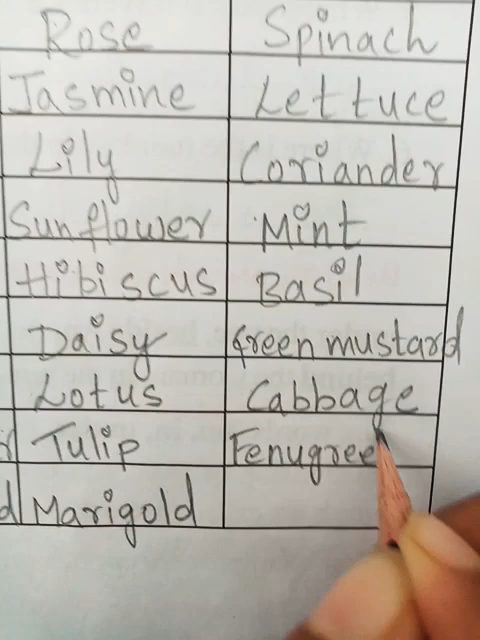 Rose Spinach
Jasmine Lettuce
Lily Coriander
Sunflower Mint
Hibiscus Basil
Daisy Green mustard
Lotus Cabbage
Tulip Fenugree
Marigold